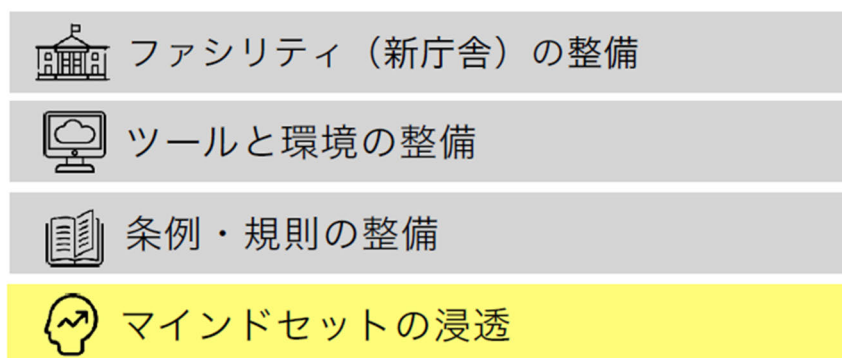 ファシリティ（新庁舎）の整備
ツールと環境の整備
条例・規則の整備
マインドセットの浸透